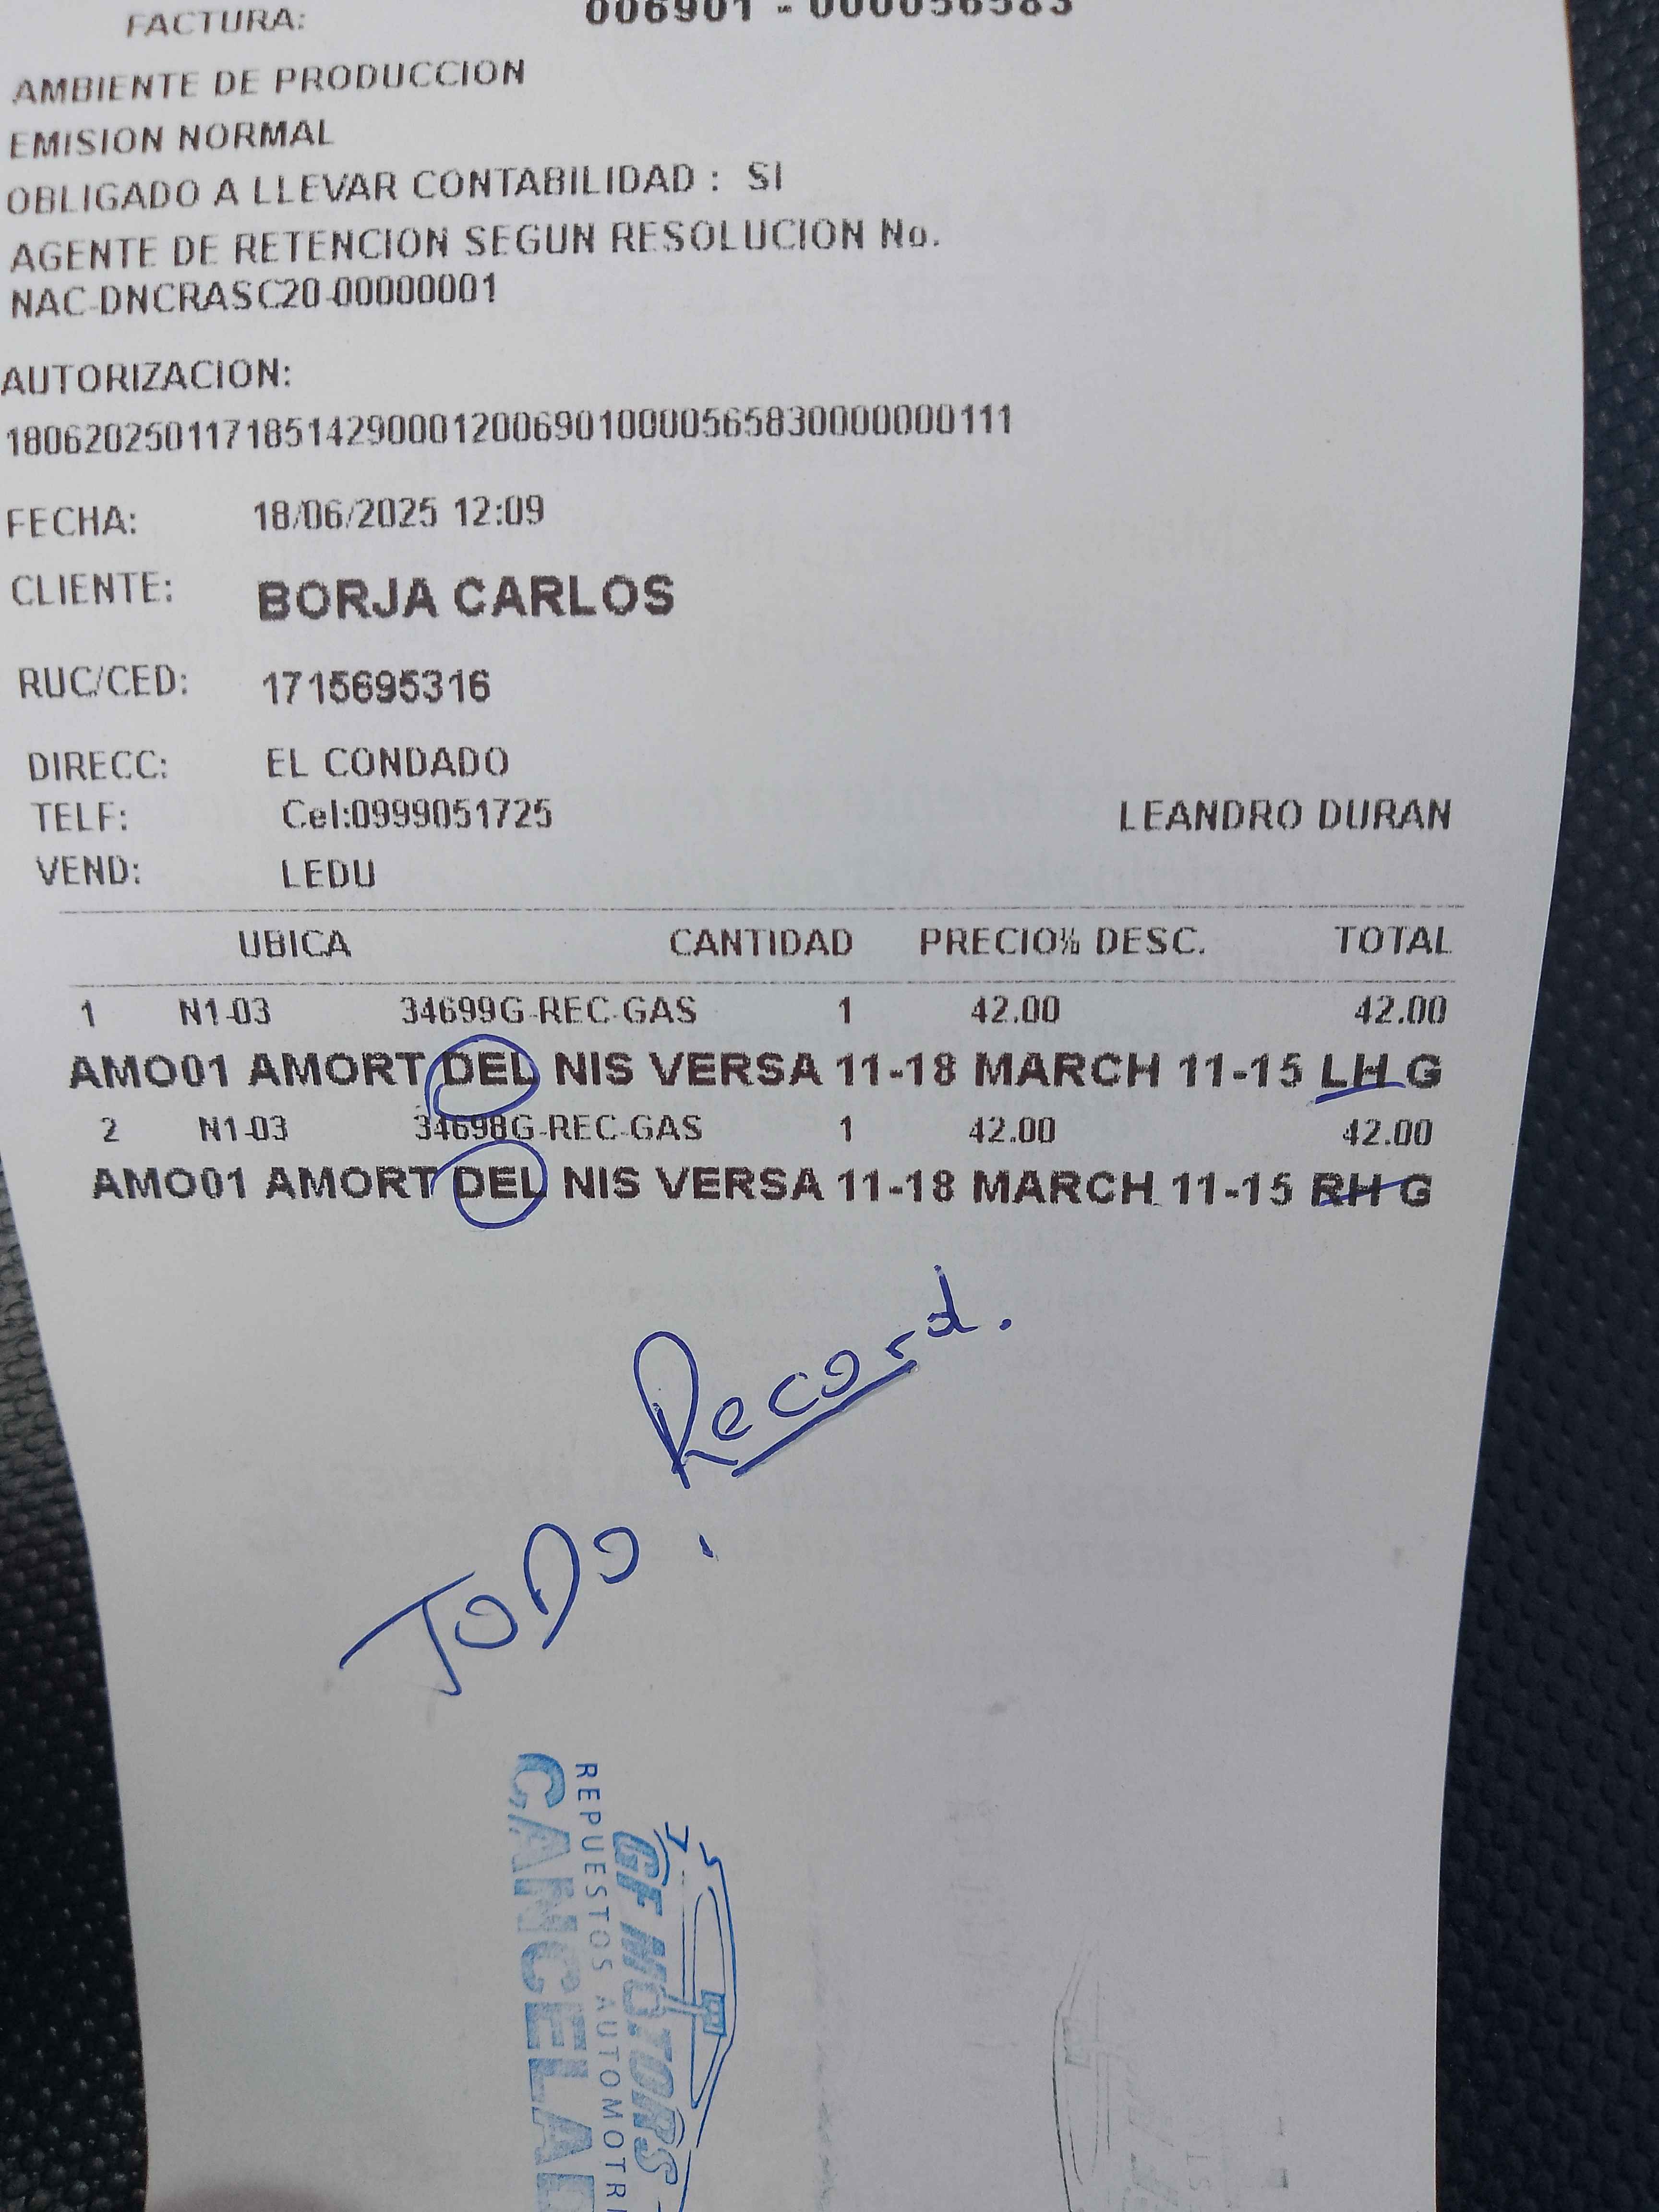 FACTURA: 006901 - 000056583
AMBIENTE DE PRODUCCION
EMISION NORMAL
OBLIGADO A LLEVAR CONTABILIDAD : SI
AGENTE DE RETENCION SEGUN RESOLUCION No.
NAC-DNCRASC20-00000001
AUTORIZACION:
1806202501171851429000120069010000565830000000111
FECHA: 18/06/2025 12:09
CLIENTE: BORJA CARLOS
RUC/CED: 1715695316
DIRECC: EL CONDADO
TELF: Cel:0999051725 LEANDRO DURAN
VEND: LEDU
UBICA CANTIDAD PRECIO% DESC. TOTAL
1 N1-03 34699G-REC-GAS 1 42.00 42.00
AMO01 AMORT DEL NIS VERSA 11-18 MARCH 11-15 LH G
2 N1-03 34698G-REC-GAS 1 42.00 42.00
AMO01 AMORT DEL NIS VERSA 11-18 MARCH 11-15 RH G
TODO. Record.
GF MOTORS
REPUESTOS AUTOMOTRI
CANCELAD